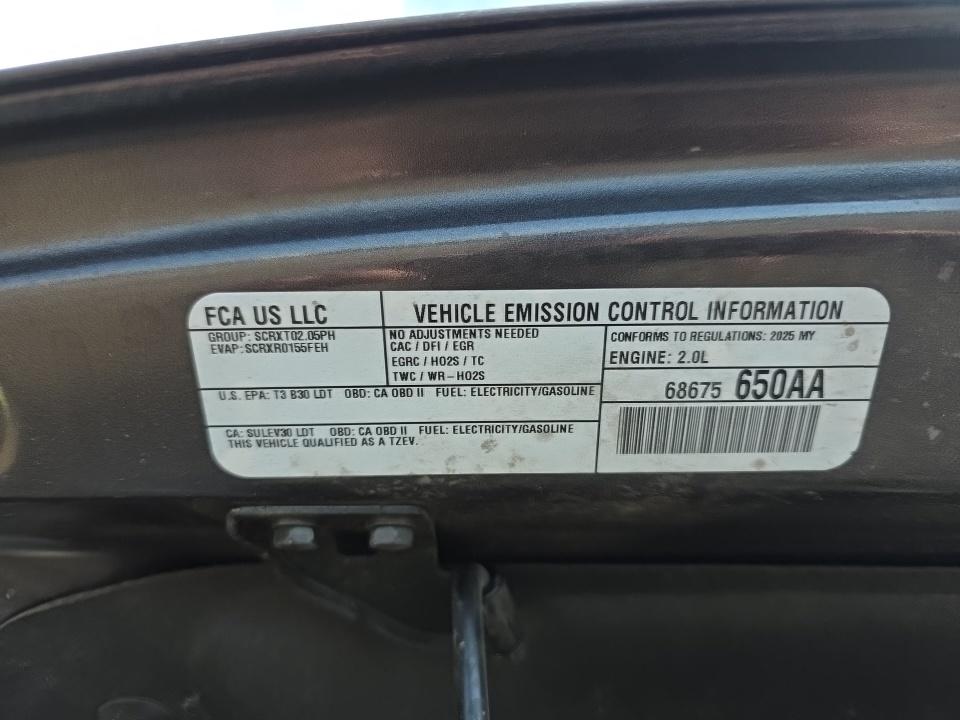 FCA US LLC
VEHICLE EMISSION CONTROL INFORMATION
GROUP: SCRXT02.05PH
EVAP: SCRXR0155FEH
NO ADJUSTMENTS NEEDED
CAC / DFI / EGR
EGRC / HO2S / TC
TWC / WR-HO2S
CONFORMS TO REGULATIONS: 2025 MY
ENGINE: 2.0L
68675 650AA
U.S. EPA: T3 B30 LDT OBD: CA OBD II FUEL: ELECTRICITY/GASOLINE
CA: SULEV30 LDT OBD: CA OBD II FUEL: ELECTRICITY/GASOLINE
THIS VEHICLE QUALIFIED AS A TZEV.